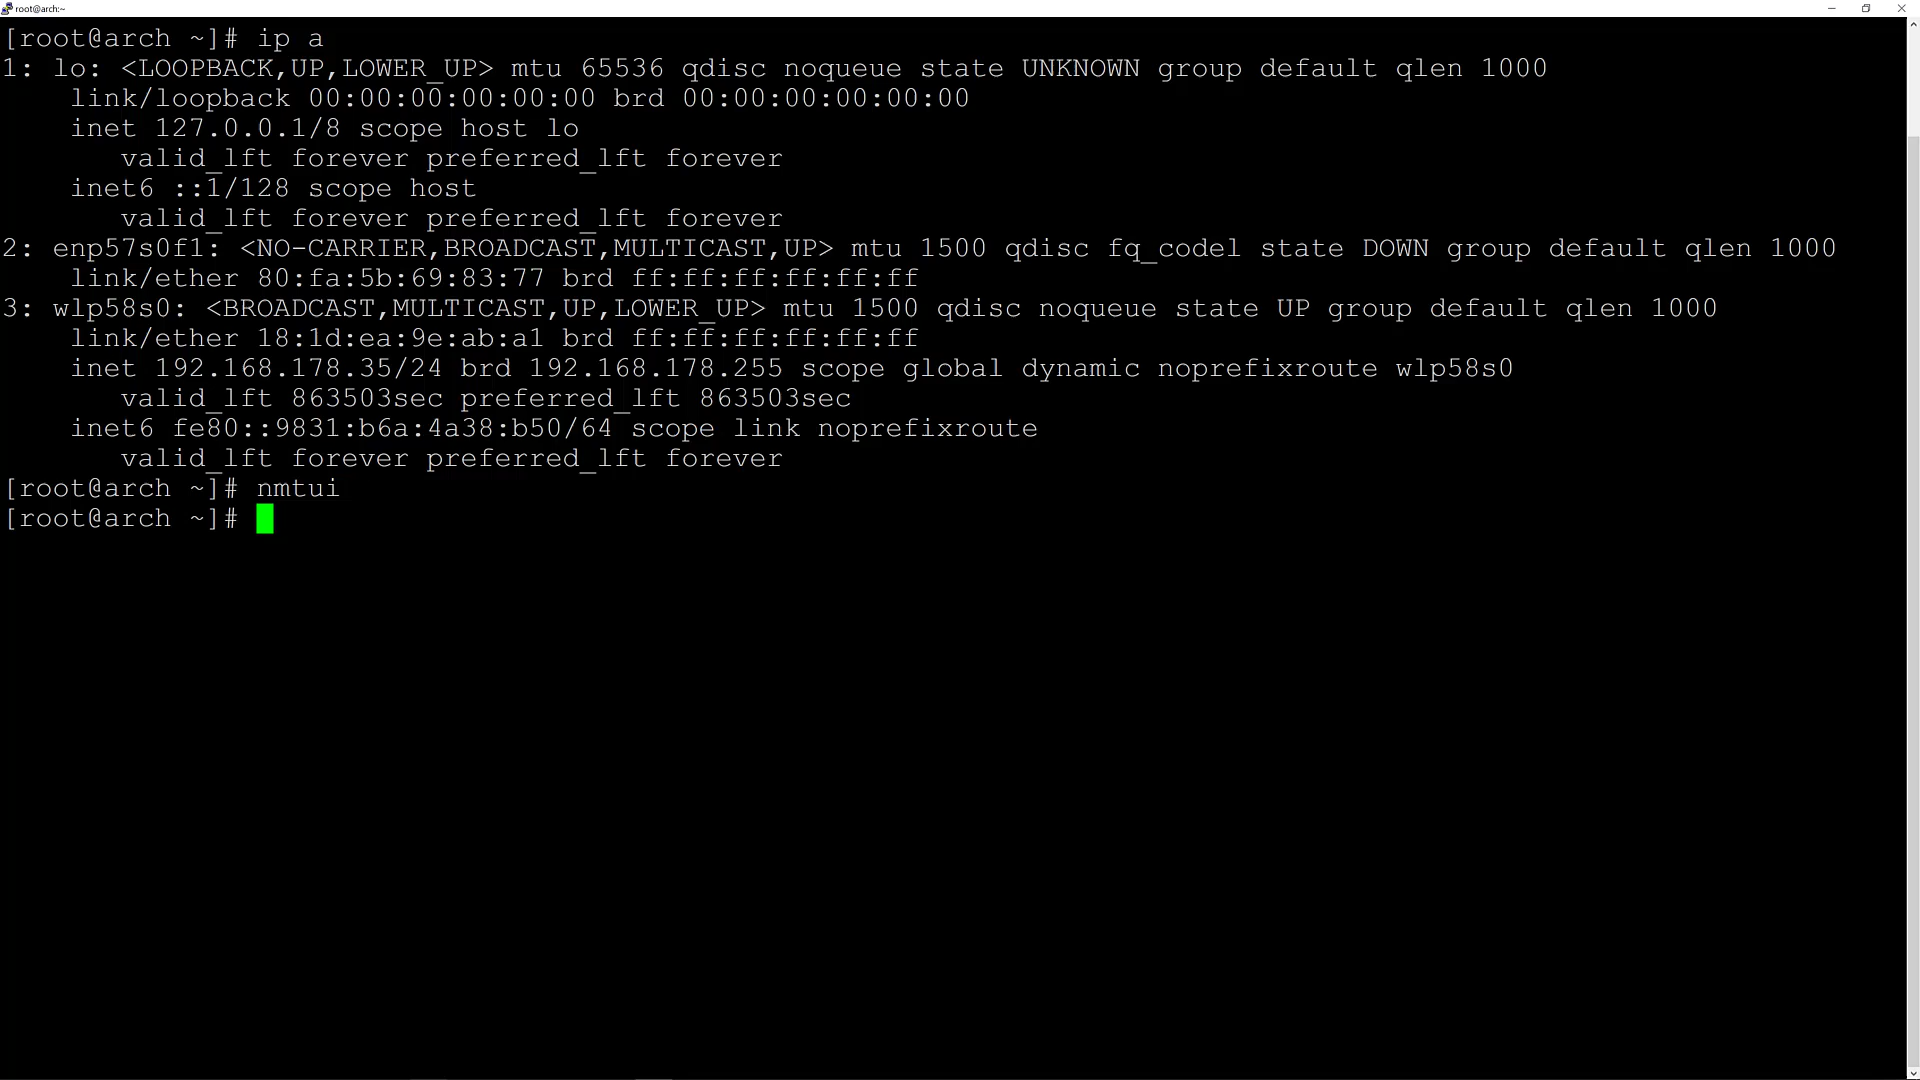 root@arch:~
[root@arch ~]# ip a
1: lo: <LOOPBACK,UP,LOWER_UP> mtu 65536 qdisc noqueue state UNKNOWN group default qlen 1000
    link/loopback 00:00:00:00:00:00 brd 00:00:00:00:00:00
    inet 127.0.0.1/8 scope host lo
       valid_lft forever preferred_lft forever
    inet6 ::1/128 scope host
       valid_lft forever preferred_lft forever
2: enp57s0f1: <NO-CARRIER,BROADCAST,MULTICAST,UP> mtu 1500 qdisc fq_codel state DOWN group default qlen 1000
    link/ether 80:fa:5b:69:83:77 brd ff:ff:ff:ff:ff:ff
3: wlp58s0: <BROADCAST,MULTICAST,UP,LOWER_UP> mtu 1500 qdisc noqueue state UP group default qlen 1000
    link/ether 18:1d:ea:9e:ab:a1 brd ff:ff:ff:ff:ff:ff
    inet 192.168.178.35/24 brd 192.168.178.255 scope global dynamic noprefixroute wlp58s0
       valid_lft 863503sec preferred_lft 863503sec
    inet6 fe80::9831:b6a:4a38:b50/64 scope link noprefixroute
       valid_lft forever preferred_lft forever
[root@arch ~]# nmtui
[root@arch ~]#